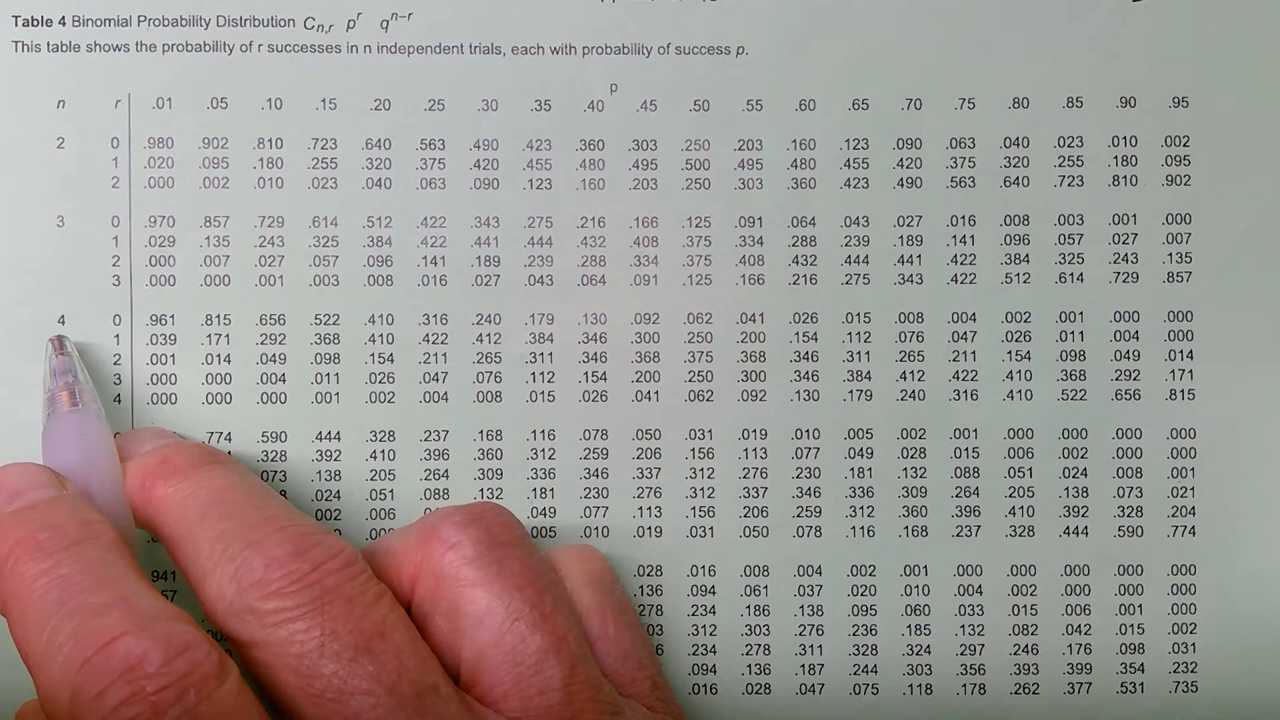 Table 4 Binomial Probability Distribution C n,r p^r q^n−r
This table shows the probability of r successes in n independent trials, each with probability of success p.
p
n r .01 .05 .10 .15 .20 .25 .30 .35 .40 .45 .50 .55 .60 .65 .70 .75 .80 .85 .90 .95
2 0 .980 .902 .810 .723 .640 .563 .490 .423 .360 .303 .250 .203 .160 .123 .090 .063 .040 .023 .010 .002
1 .020 .095 .180 .255 .320 .375 .420 .455 .480 .495 .500 .495 .480 .455 .420 .375 .320 .255 .180 .095
2 .000 .002 .010 .023 .040 .063 .090 .123 .160 .203 .250 .303 .360 .423 .490 .563 .640 .723 .810 .902
3 0 .970 .857 .729 .614 .512 .422 .343 .275 .216 .166 .125 .091 .064 .043 .027 .016 .008 .003 .001 .000
1 .029 .135 .243 .325 .384 .422 .441 .444 .432 .408 .375 .334 .288 .239 .189 .141 .096 .057 .027 .007
2 .000 .007 .027 .057 .096 .141 .189 .239 .288 .334 .375 .408 .432 .444 .441 .422 .384 .325 .243 .135
3 .000 .000 .001 .003 .008 .016 .027 .043 .064 .091 .125 .166 .216 .275 .343 .422 .512 .614 .729 .857
4 0 .961 .815 .656 .522 .410 .316 .240 .179 .130 .092 .062 .041 .026 .015 .008 .004 .002 .001 .000 .000
1 .039 .171 .292 .368 .410 .422 .412 .384 .346 .300 .250 .200 .154 .112 .076 .047 .026 .011 .004 .000
2 .001 .014 .049 .098 .154 .211 .265 .311 .346 .368 .375 .368 .346 .311 .265 .211 .154 .098 .049 .014
3 .000 .000 .004 .011 .026 .047 .076 .112 .154 .200 .250 .300 .346 .384 .412 .422 .410 .368 .292 .171
4 .000 .000 .000 .001 .002 .004 .008 .015 .026 .041 .062 .092 .130 .179 .240 .316 .410 .522 .656 .815
.774 .590 .444 .328 .237 .168 .116 .078 .050 .031 .019 .010 .005 .002 .001 .000 .000 .000 .000
.328 .392 .410 .396 .360 .312 .259 .206 .156 .113 .077 .049 .028 .015 .006 .002 .000 .000
073 .138 .205 .264 .309 .336 .346 .337 .312 .276 .230 .181 .132 .088 .051 .024 .008 .001
.024 .051 .088 .132 .181 .230 .276 .312 .337 .346 .336 .309 .264 .205 .138 .073 .021
002 .006 .049 .077 .113 .156 .206 .259 .312 .360 .396 .410 .392 .328 .204
005 .010 .019 .031 .050 .078 .116 .168 .237 .328 .444 .590 .774
941 .028 .016 .008 .004 .002 .001 .000 .000 .000 .000 .000
57 .136 .094 .061 .037 .020 .010 .004 .002 .000 .000 .000
278 .234 .186 .138 .095 .060 .033 .015 .006 .001 .000
03 .312 .303 .276 .236 .185 .132 .082 .042 .015 .002
6 .234 .278 .311 .328 .324 .297 .246 .176 .098 .031
.094 .136 .187 .244 .303 .356 .393 .399 .354 .232
.016 .028 .047 .075 .118 .178 .262 .377 .531 .735